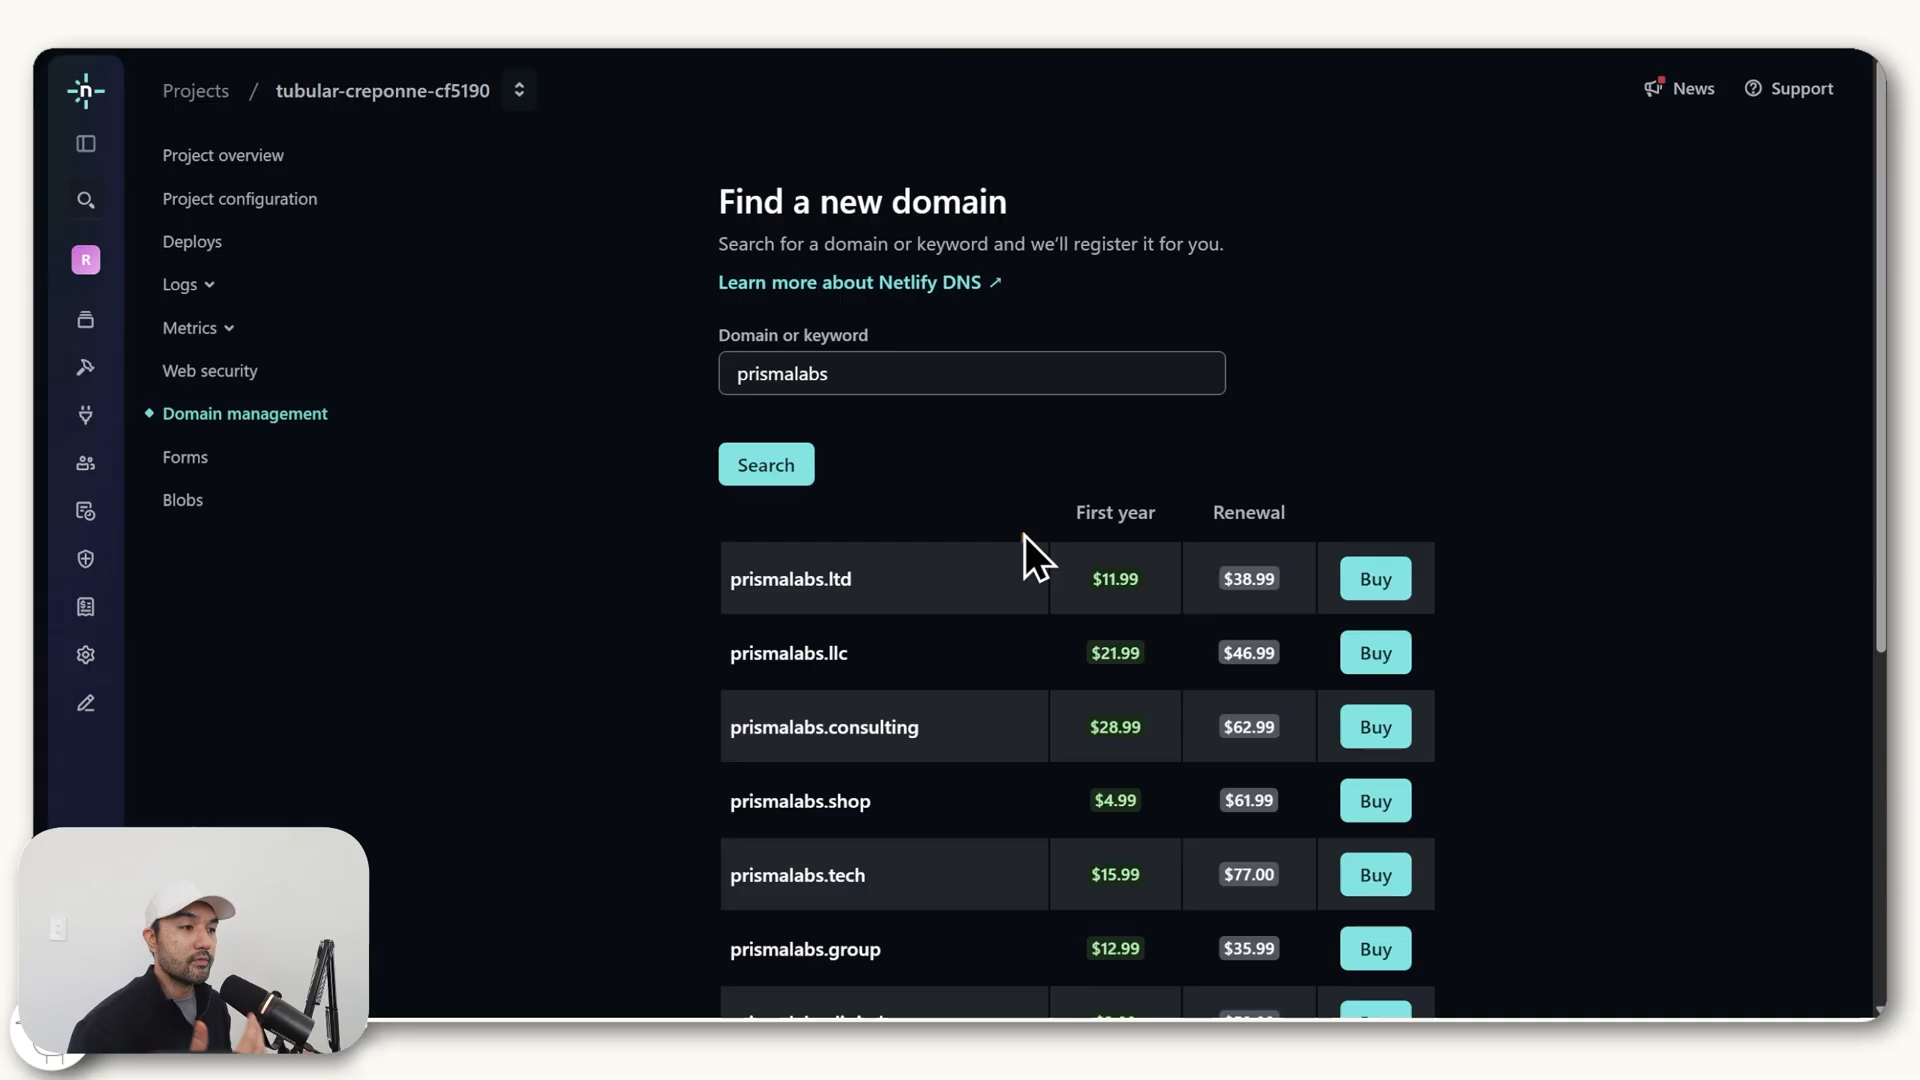 n
Projects / tubular-creponne-cf5190
News
Support
R
Project overview
Project configuration
Deploys
Logs
Metrics
Web security
Domain management
Forms
Blobs
Find a new domain
Search for a domain or keyword and we'll register it for you.
Learn more about Netlify DNS ↗
Domain or keyword
prismalabs
Search
First year Renewal
prismalabs.ltd $11.99 $38.99 Buy
prismalabs.llc $21.99 $46.99 Buy
prismalabs.consulting $28.99 $62.99 Buy
prismalabs.shop $4.99 $61.99 Buy
prismalabs.tech $15.99 $77.00 Buy
prismalabs.group $12.99 $35.99 Buy